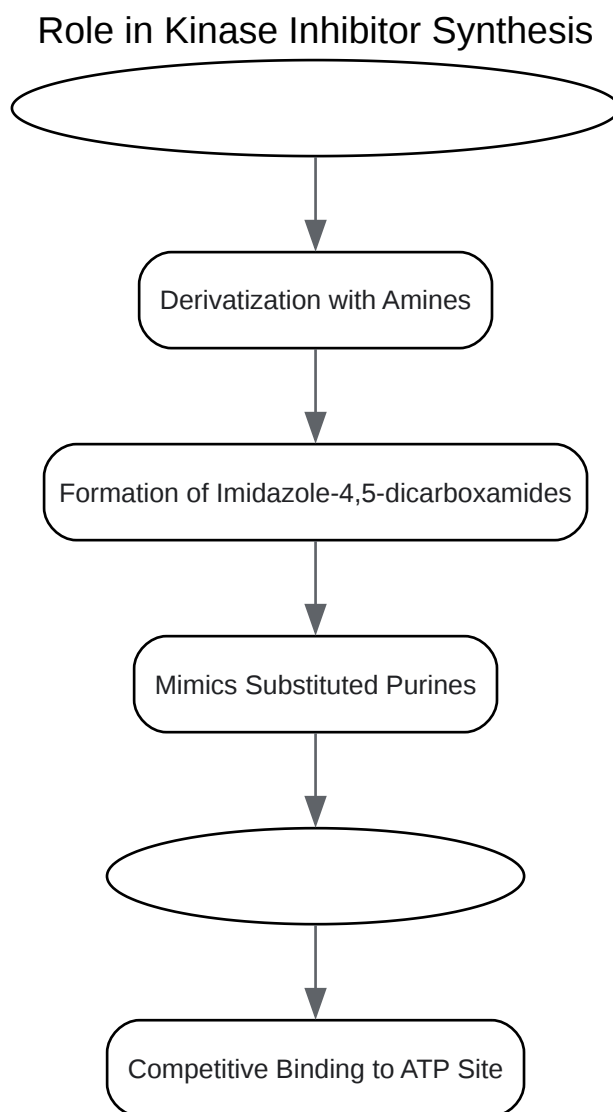 Role in Kinase Inhibitor Synthesis
Derivatization with Amines
Formation of Imidazole-4,5-dicarboxamides
Mimics Substituted Purines
Competitive Binding to ATP Site